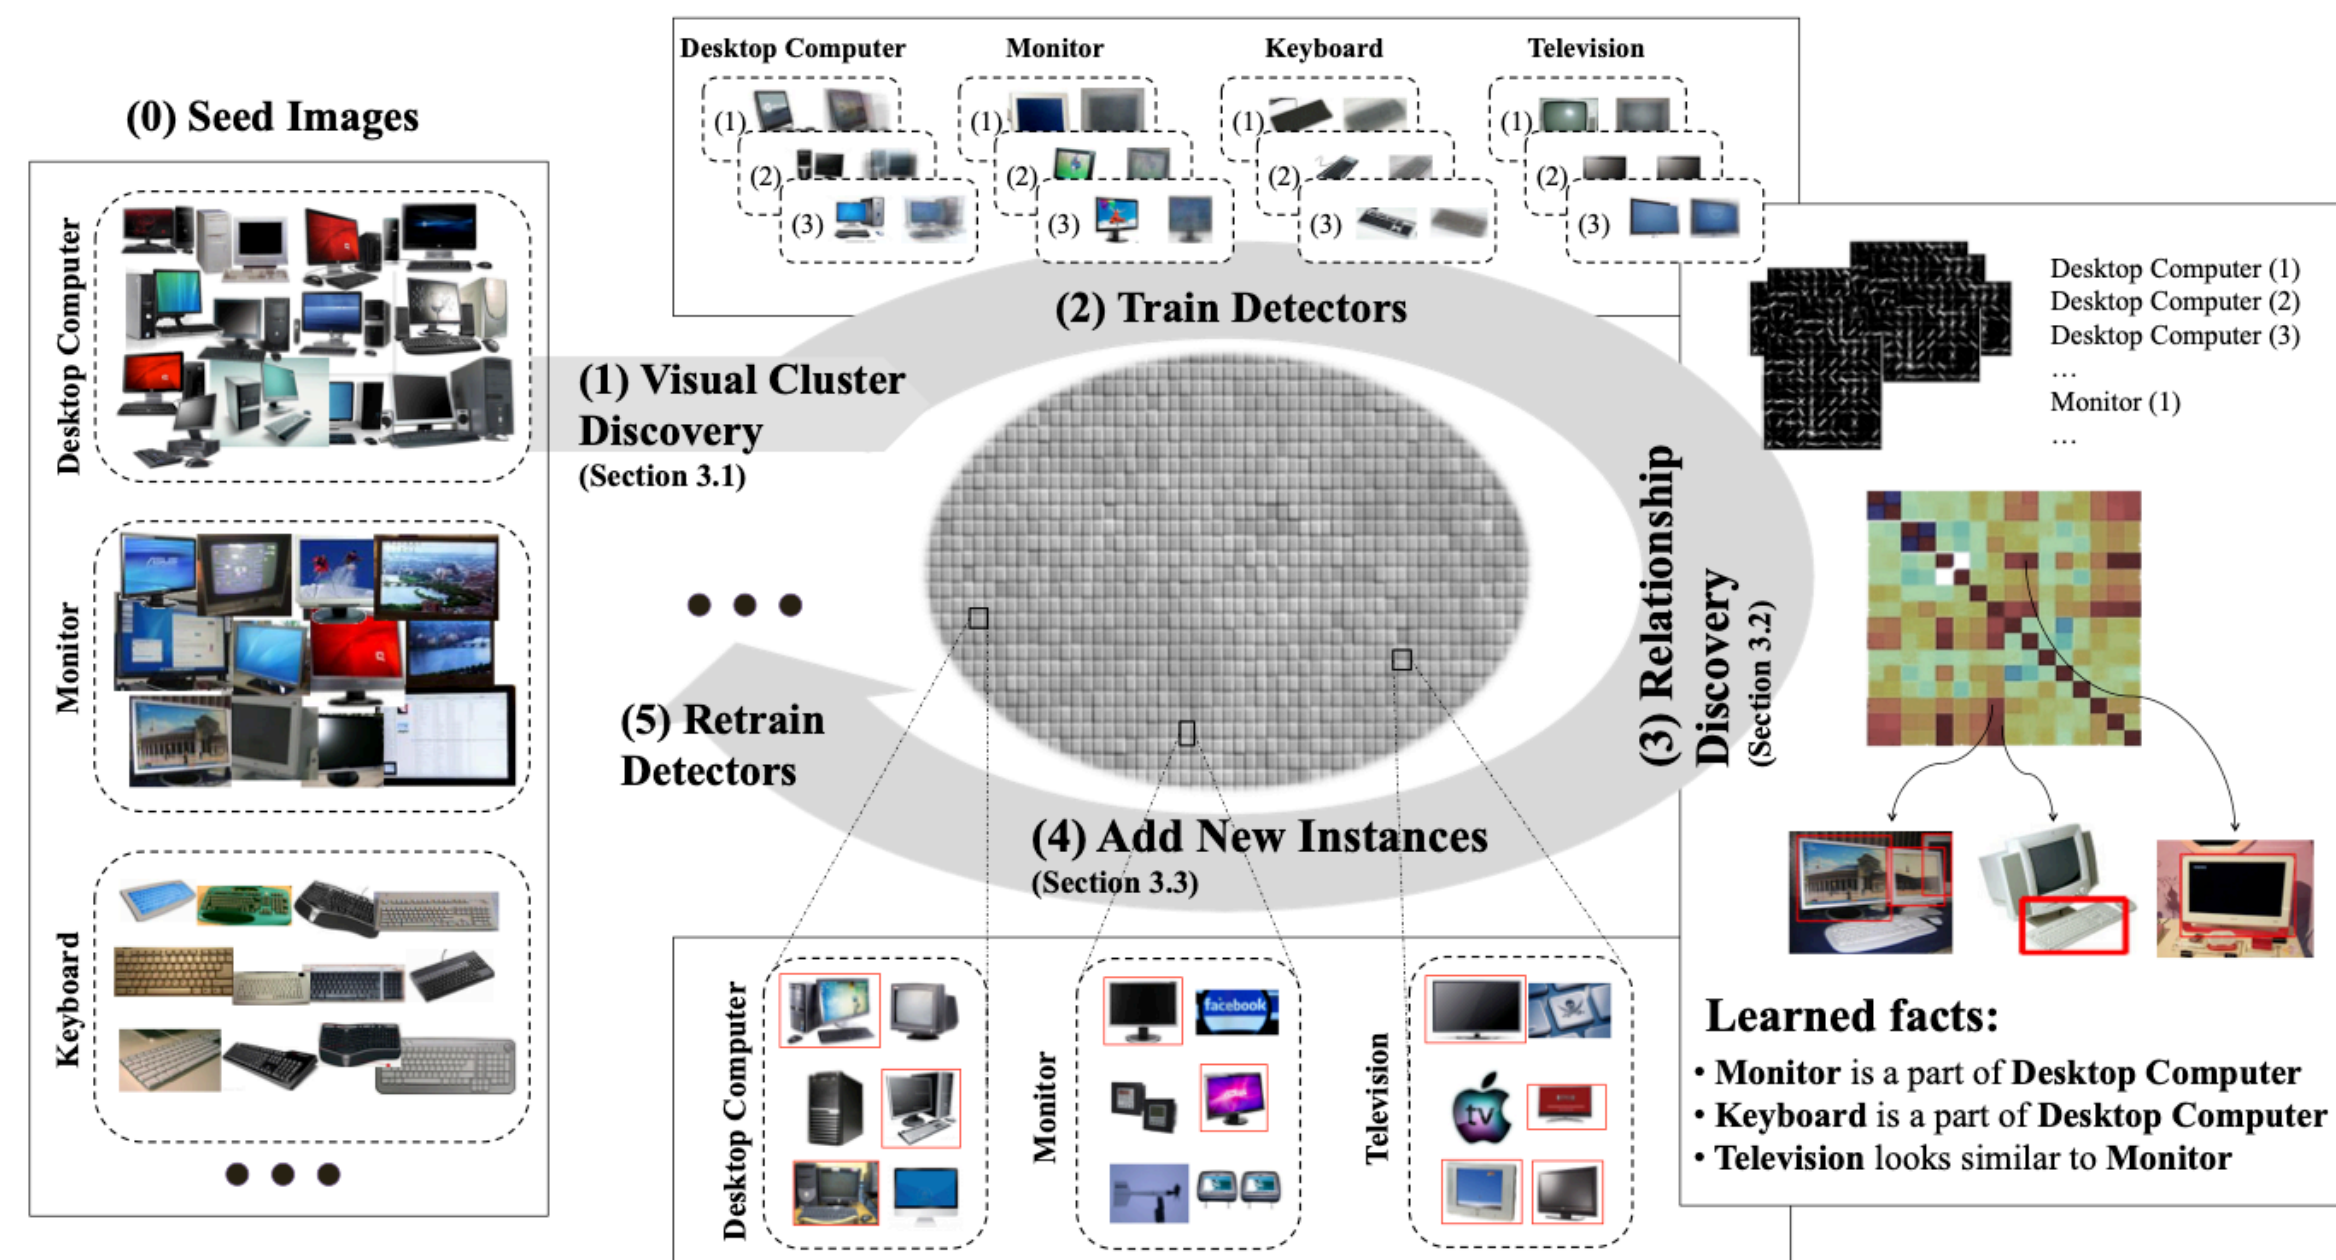 (0) Seed Images
Desktop Computer
Monitor
Keyboard
Desktop Computer
Monitor
Keyboard
Television
(1)
(2)
(3)
(1)
(2)
(3)
(1)
(2)
(3)
(1)
(2)
(3)
(1) Visual Cluster
Discovery
(Section 3.1)
(2) Train Detectors
(3) Relationship
Discovery
(Section 3.2)
Desktop Computer (1)
Desktop Computer (2)
Desktop Computer (3)
…
Monitor (1)
…
(4) Add New Instances
(Section 3.3)
(5) Retrain
Detectors
Desktop Computer
Monitor
facebook
Television
tv
Learned facts:
• Monitor is a part of Desktop Computer
• Keyboard is a part of Desktop Computer
• Television looks similar to Monitor